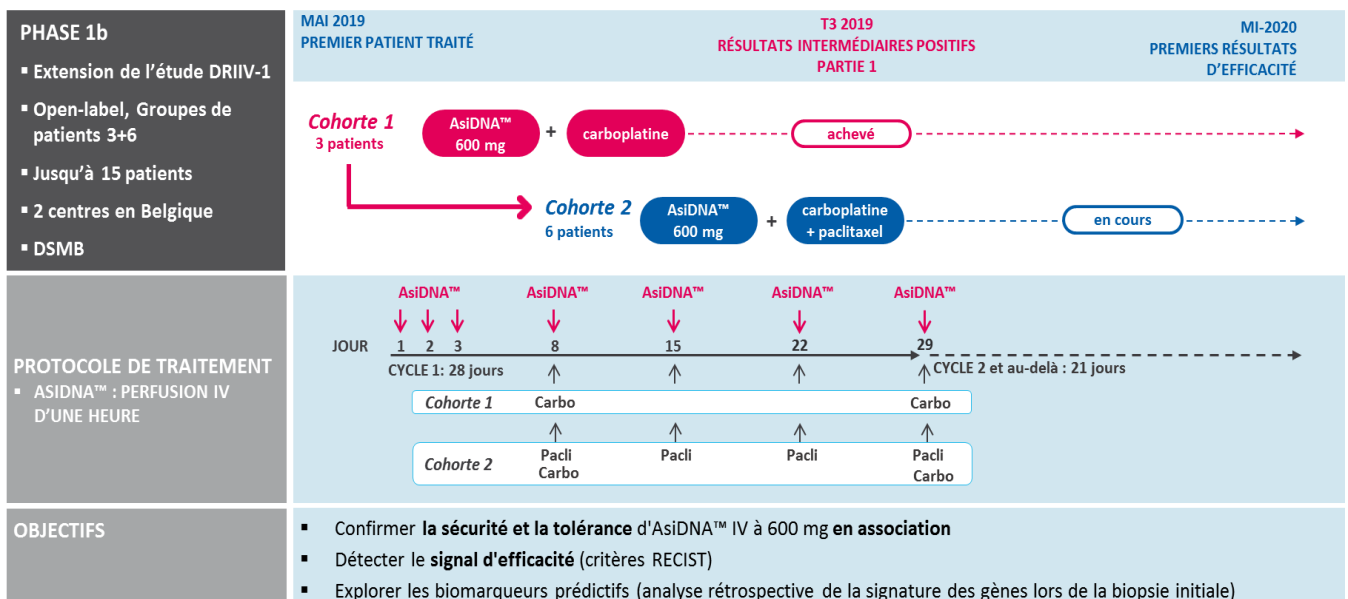 PHASE 1b
▪ Extension de l'étude DRIIV-1
▪ Open-label, Groupes de
patients 3+6
▪ Jusqu'à 15 patients
▪ 2 centres en Belgique
▪ DSMB
MAI 2019
PREMIER PATIENT TRAITÉ
T3 2019
RÉSULTATS INTERMÉDIAIRES POSITIFS
PARTIE 1
MI-2020
PREMIERS RÉSULTATS
D'EFFICACITÉ
Cohorte 1
3 patients
AsiDNA™
600 mg
+
carboplatine
achevé
Cohorte 2
6 patients
AsiDNA™
600 mg
+
carboplatine
+ paclitaxel
en cours
PROTOCOLE DE TRAITEMENT
▪ ASIDNA™ : PERFUSION IV
D'UNE HEURE
AsiDNA™ AsiDNA™ AsiDNA™ AsiDNA™ AsiDNA™
JOUR 1 2 3 8 15 22 29
CYCLE 1: 28 jours CYCLE 2 et au-delà : 21 jours
Cohorte 1 Carbo Carbo
Cohorte 2 Pacli Pacli Pacli Pacli
Carbo Carbo
OBJECTIFS
▪ Confirmer la sécurité et la tolérance d'AsiDNA™ IV à 600 mg en association
▪ Détecter le signal d'efficacité (critères RECIST)
▪ Explorer les biomarqueurs prédictifs (analyse rétrospective de la signature des gènes lors de la biopsie initiale)